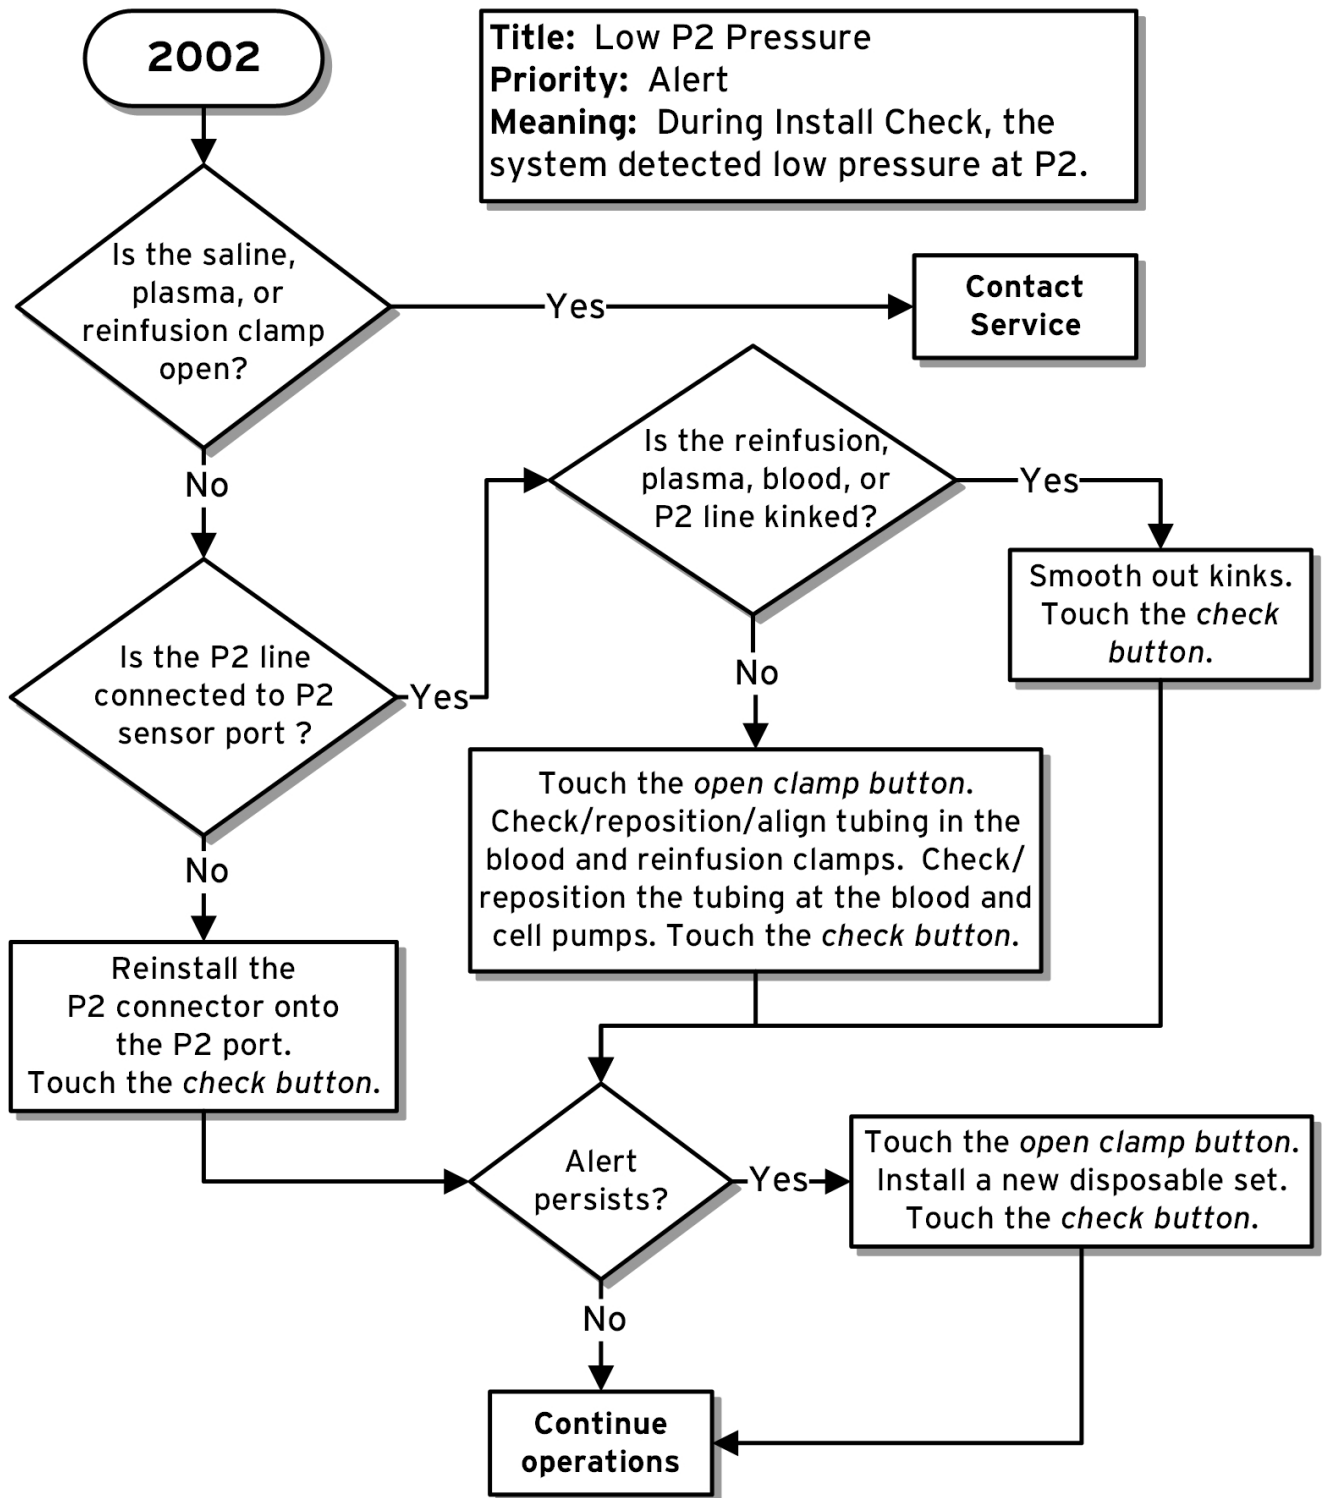 2002
Title: Low P2 Pressure
Priority: Alert
Meaning: During Install Check, the
system detected low pressure at P2.
Is the saline,
plasma, or
reinfusion clamp
open?
Yes
Contact
Service
No
Is the reinfusion,
plasma, blood, or
P2 line kinked?
Yes
Smooth out kinks.
Touch the check
button.
Is the P2 line
connected to P2
sensor port ?
Yes
No
Touch the open clamp button.
Check/reposition/align tubing in the
blood and reinfusion clamps. Check/
reposition the tubing at the blood and
cell pumps. Touch the check button.
No
Reinstall the
P2 connector onto
the P2 port.
Touch the check button.
Alert
persists?
Yes
Touch the open clamp button.
Install a new disposable set.
Touch the check button.
No
Continue
operations